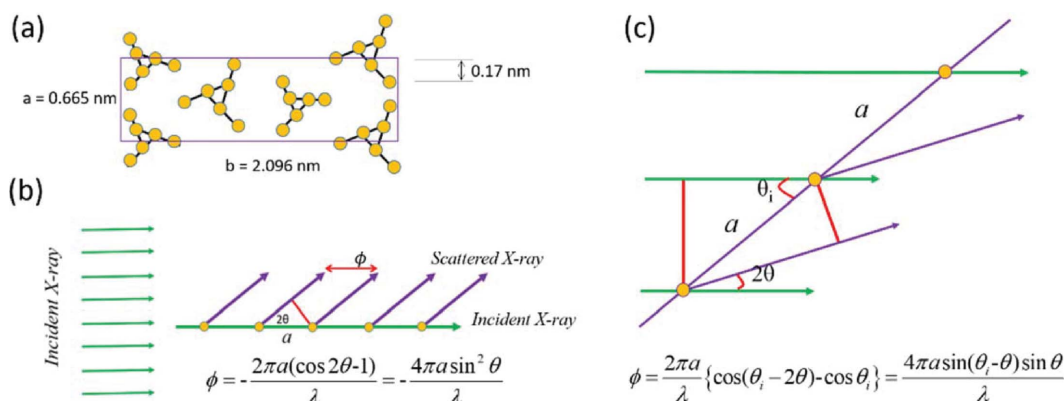 (a)
a = 0.665 nm
0.17 nm
b = 2.096 nm
(b)
Incident X-ray
ϕ
Scattered X-ray
2θ
a
Incident X-ray
ϕ = -2πa(cos 2θ-1)/λ = -4πa sin² θ/λ
(c)
a
θi
a
2θ
ϕ = 2πa/λ {cos(θi − 2θ)-cos θi} = 4πa sin(θi-θ) sin θ/λ